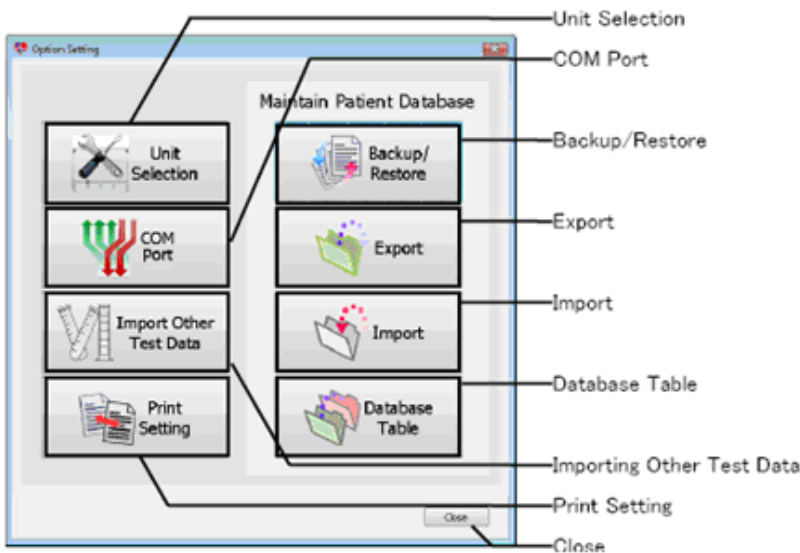 Unit Selection
Option Setting
COM Port
Maintain Patient Database
Unit
Selection
Backup/
Restore
Backup/Restore
COM
Port
Export
Export
Import Other
Test Data
Import
Import
Print
Setting
Database
Table
Database Table
Importing Other Test Data
Print Setting
Close
Close